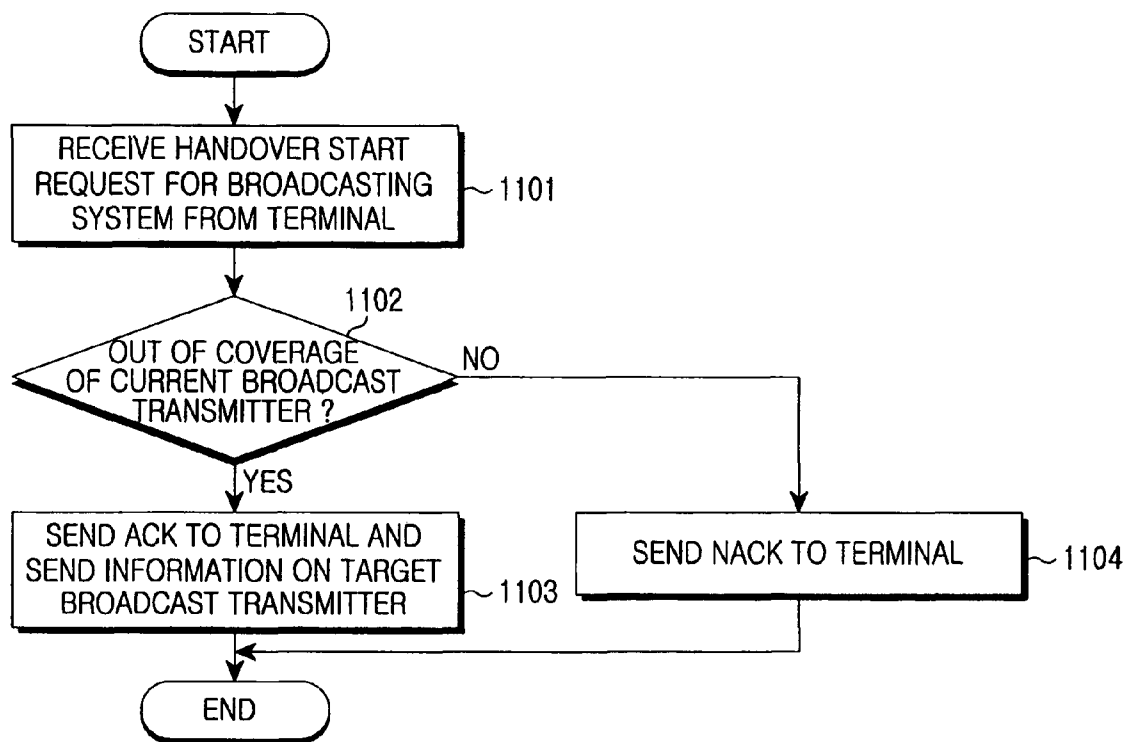 START
RECEIVE HANDOVER START
REQUEST FOR BROADCASTING
SYSTEM FROM TERMINAL
1101
1102
OUT OF COVERAGE
OF CURRENT BROADCAST
TRANSMITTER ?
NO
YES
SEND ACK TO TERMINAL AND
SEND INFORMATION ON TARGET
BROADCAST TRANSMITTER
1103
SEND NACK TO TERMINAL
1104
END